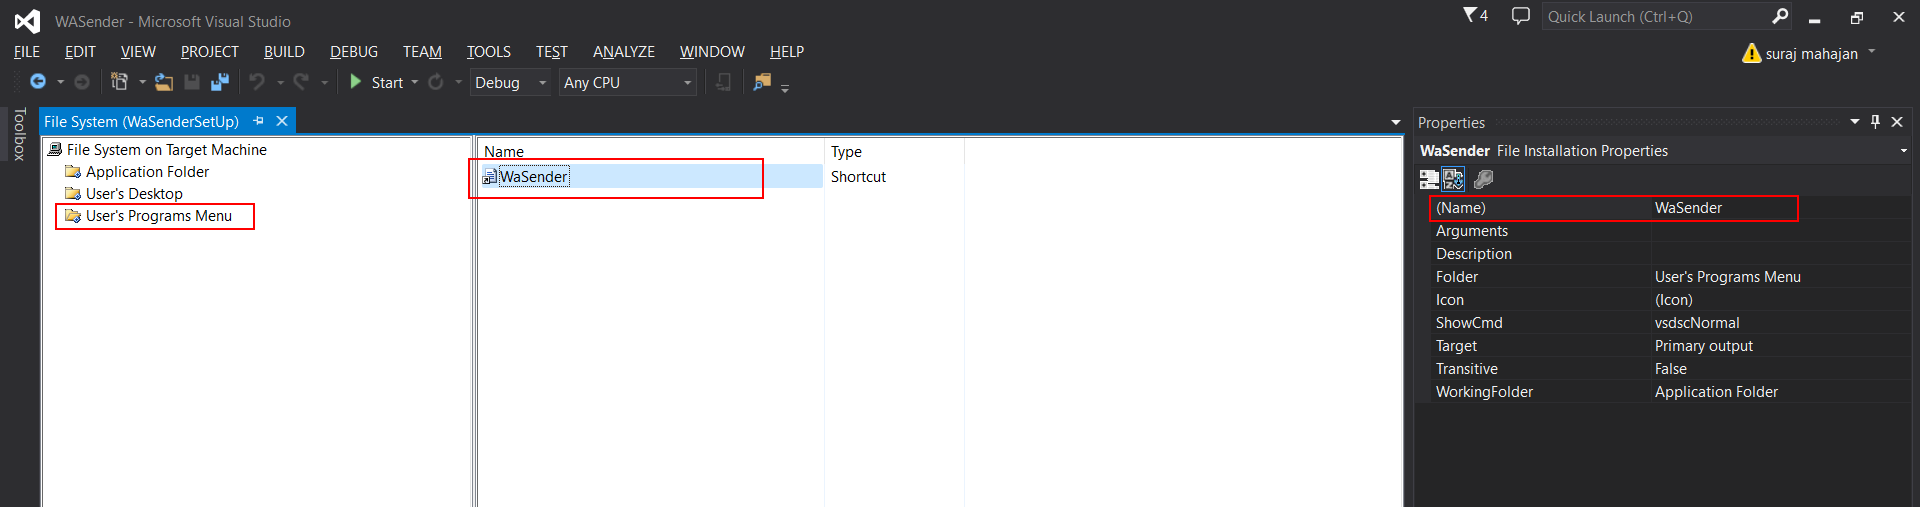 WASender - Microsoft Visual Studio
4
Quick Launch (Ctrl+Q)
FILE EDIT VIEW PROJECT BUILD DEBUG TEAM TOOLS TEST ANALYZE WINDOW HELP
suraj mahajan
Start Debug Any CPU
Toolbox
File System (WaSenderSetUp)
File System on Target Machine
Application Folder
User's Desktop
User's Programs Menu
Name Type
WaSender Shortcut
Properties
WaSender File Installation Properties
(Name) WaSender
Arguments
Description
Folder User's Programs Menu
Icon (Icon)
ShowCmd vsdscNormal
Target Primary output
Transitive False
WorkingFolder Application Folder